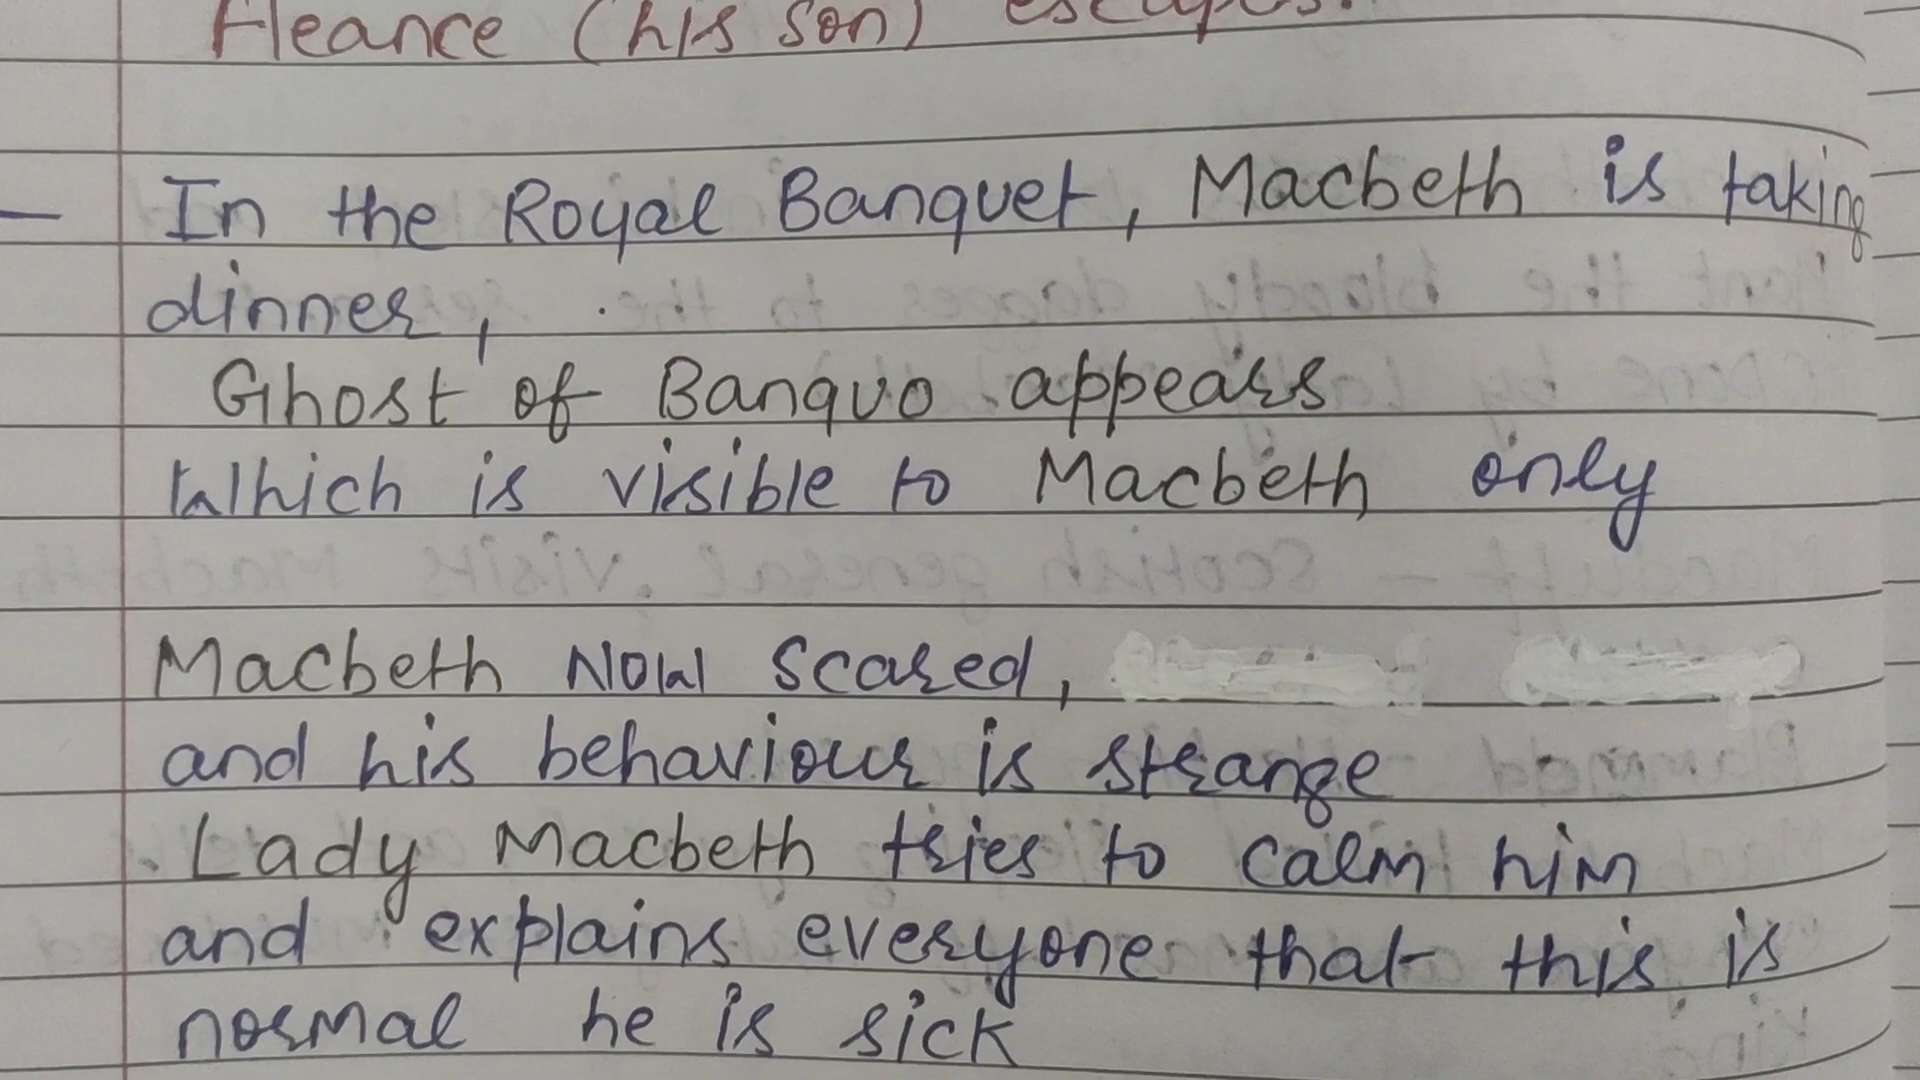 Fleance (his son) escapes.
– In the Royal Banquet, Macbeth is taking
dinner,
Ghost of Banquo appears
Which is visible to Macbeth only
Macbeth Now Scared,
and his behaviour is strange
Lady Macbeth tries to calm him
and explains everyone that this is
normal he is sick